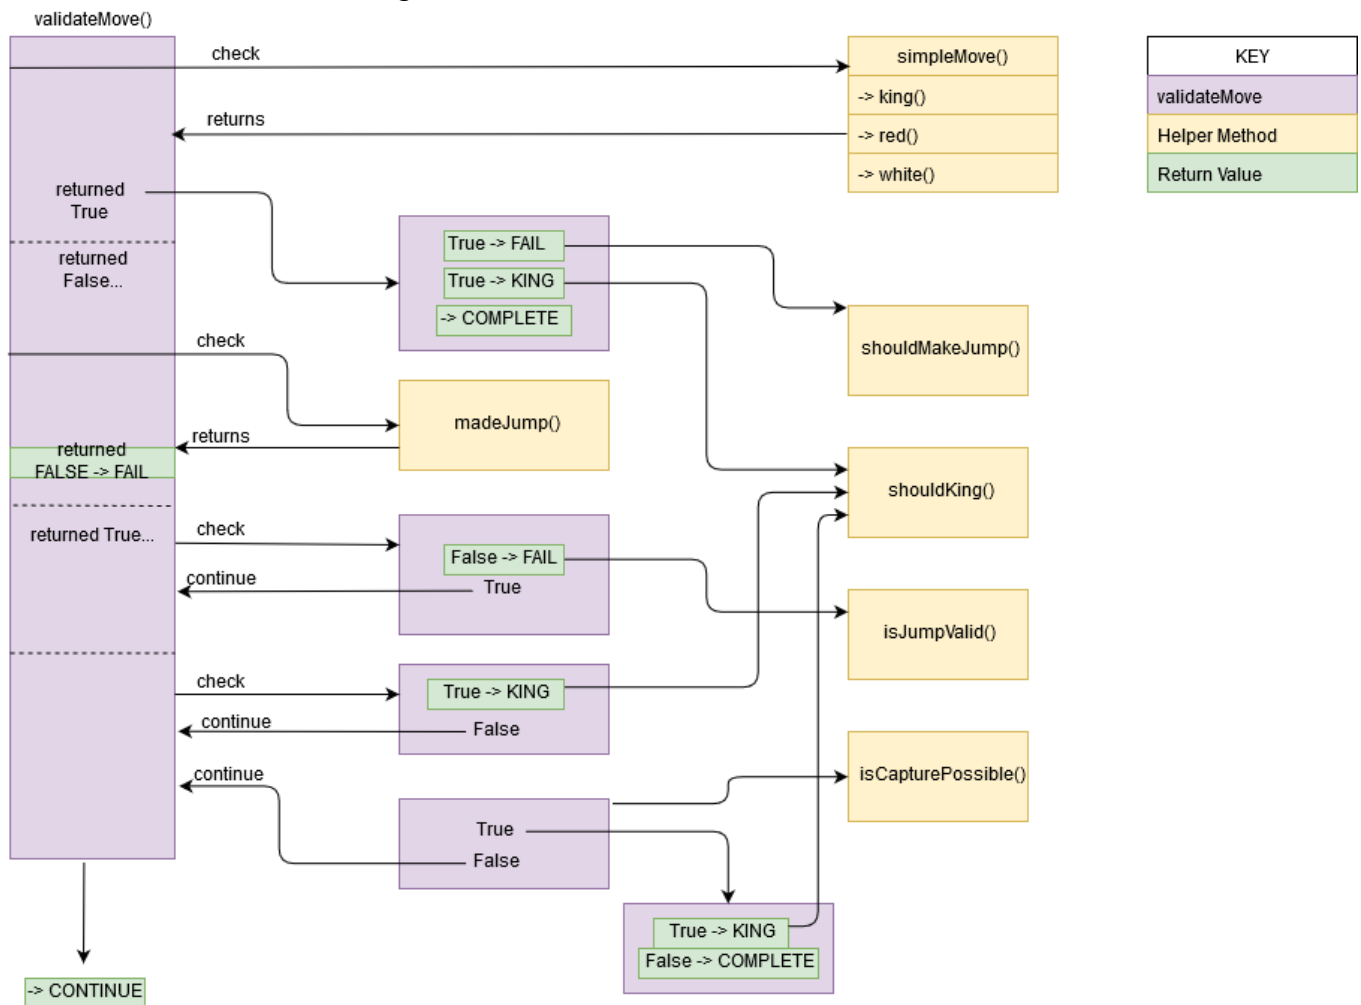 validateMove()
check
simpleMove()
-> king()
-> red()
-> white()
KEY
validateMove
Helper Method
Return Value
returns
returned
True
returned
False...
True -> FAIL
True -> KING
-> COMPLETE
shouldMakeJump()
check
madeJump()
returns
returned
FALSE -> FAIL
shouldKing()
returned True...
check
False -> FAIL
True
continue
isJumpValid()
check
True -> KING
False
continue
isCapturePossible()
continue
True
False
True -> KING
False -> COMPLETE
-> CONTINUE